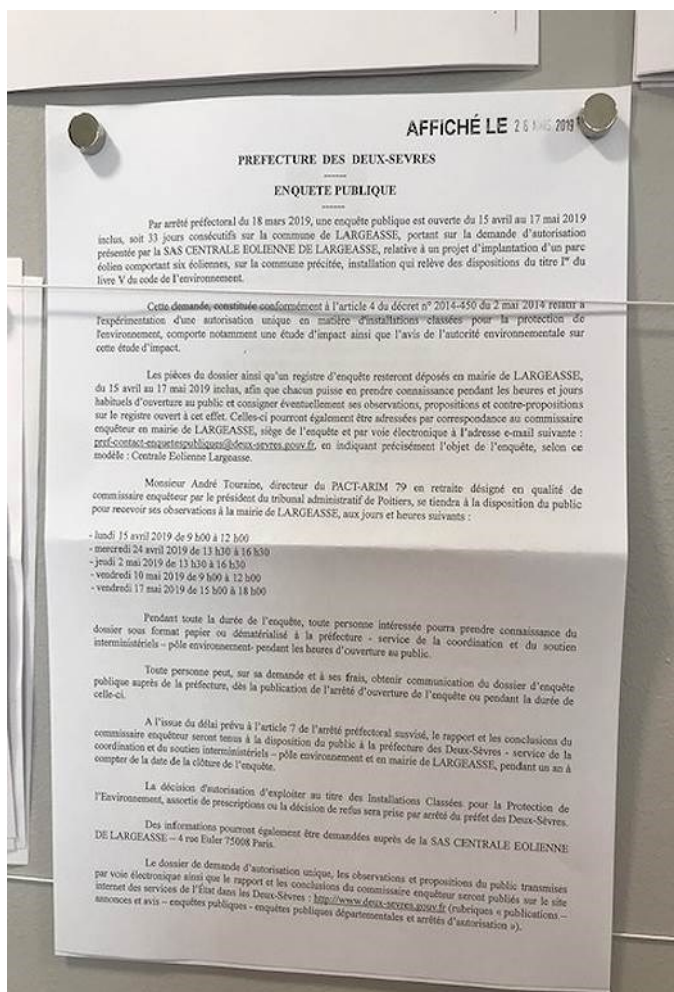 AFFICHÉ LE 26 MARS 2019
PREFECTURE DES DEUX-SEVRES
ENQUETE PUBLIQUE
Par arrêté préfectoral du 18 mars 2019, une enquête publique est ouverte du 15 avril au 17 mai 2019
inclus, soit 33 jours consécutifs sur la commune de LARGEASSE, portant sur la demande d'autorisation
présentée par la SAS CENTRALE EOLIENNE DE LARGEASSE, relative à un projet d'implantation d'un parc
éolien comportant six éoliennes, sur la commune précitée, installation qui relève des dispositions du titre Ier du
livre V du code de l'environnement.
Cette demande, constituée conformément à l'article 4 du décret n° 2014-450 du 2 mai 2014 relatif à
l'expérimentation d'une autorisation unique en matière d'installations classées pour la protection de
l'environnement, comporte notamment une étude d'impact ainsi que l'avis de l'autorité environnementale sur
cette étude d'impact.
Les pièces du dossier ainsi qu'un registre d'enquête resteront déposés en mairie de LARGEASSE,
du 15 avril au 17 mai 2019 inclus, afin que chacun puisse en prendre connaissance pendant les heures et jours
habituels d'ouverture au public et consigner éventuellement ses observations, propositions et contre-propositions
sur le registre ouvert à cet effet. Celles-ci pourront également être adressées par correspondance au commissaire
enquêteur en mairie de LARGEASSE, siège de l'enquête et par voie électronique à l'adresse e-mail suivante :
pref-contact-enquetespubliques@deux-sevres.gouv.fr, en indiquant précisément l'objet de l'enquête, selon ce
modèle : Centrale Eolienne Largeasse.
Monsieur André Touraine, directeur du PACT-ARIM 79 en retraite désigné en qualité de
commissaire enquêteur par le président du tribunal administratif de Poitiers, se tiendra à la disposition du public
pour recevoir ses observations à la mairie de LARGEASSE, aux jours et heures suivants :
- lundi 15 avril 2019 de 9 h00 à 12 h00
- mercredi 24 avril 2019 de 13 h30 à 16 h30
- jeudi 2 mai 2019 de 13 h30 à 16 h30
- vendredi 10 mai 2019 de 9 h00 à 12 h00
- vendredi 17 mai 2019 de 15 h00 à 18 h00
Pendant toute la durée de l'enquête, toute personne intéressée pourra prendre connaissance du
dossier sous format papier ou dématérialisé à la préfecture - service de la coordination et du soutien
interministériels – pôle environnement- pendant les heures d'ouverture au public.
Toute personne peut, sur sa demande et à ses frais, obtenir communication du dossier d'enquête
publique auprès de la préfecture, dès la publication de l'arrêté d'ouverture de l'enquête ou pendant la durée de
celle-ci.
A l'issue du délai prévu à l'article 7 de l'arrêté préfectoral susvisé, le rapport et les conclusions du
commissaire enquêteur seront tenus à la disposition du public à la préfecture des Deux-Sèvres - service de la
coordination et du soutien interministériels – pôle environnement et en mairie de LARGEASSE, pendant un an à
compter de la date de la clôture de l'enquête.
La décision d'autorisation d'exploiter au titre des Installations Classées pour la Protection de
l'Environnement, assortie de prescriptions ou la décision de refus sera prise par arrêté du préfet des Deux-Sèvres.
Des informations pourront également être demandées auprès de la SAS CENTRALE EOLIENNE
DE LARGEASSE – 4 rue Euler 75008 Paris.
Le dossier de demande d'autorisation unique, les observations et propositions du public transmises
par voie électronique ainsi que le rapport et les conclusions du commissaire enquêteur seront publiés sur le site
internet des services de l'État dans les Deux-Sèvres : http://www.deux-sevres.gouv.fr (rubriques « publications –
annonces et avis – enquêtes publiques - enquêtes publiques départementales et arrêtés d'autorisation »).